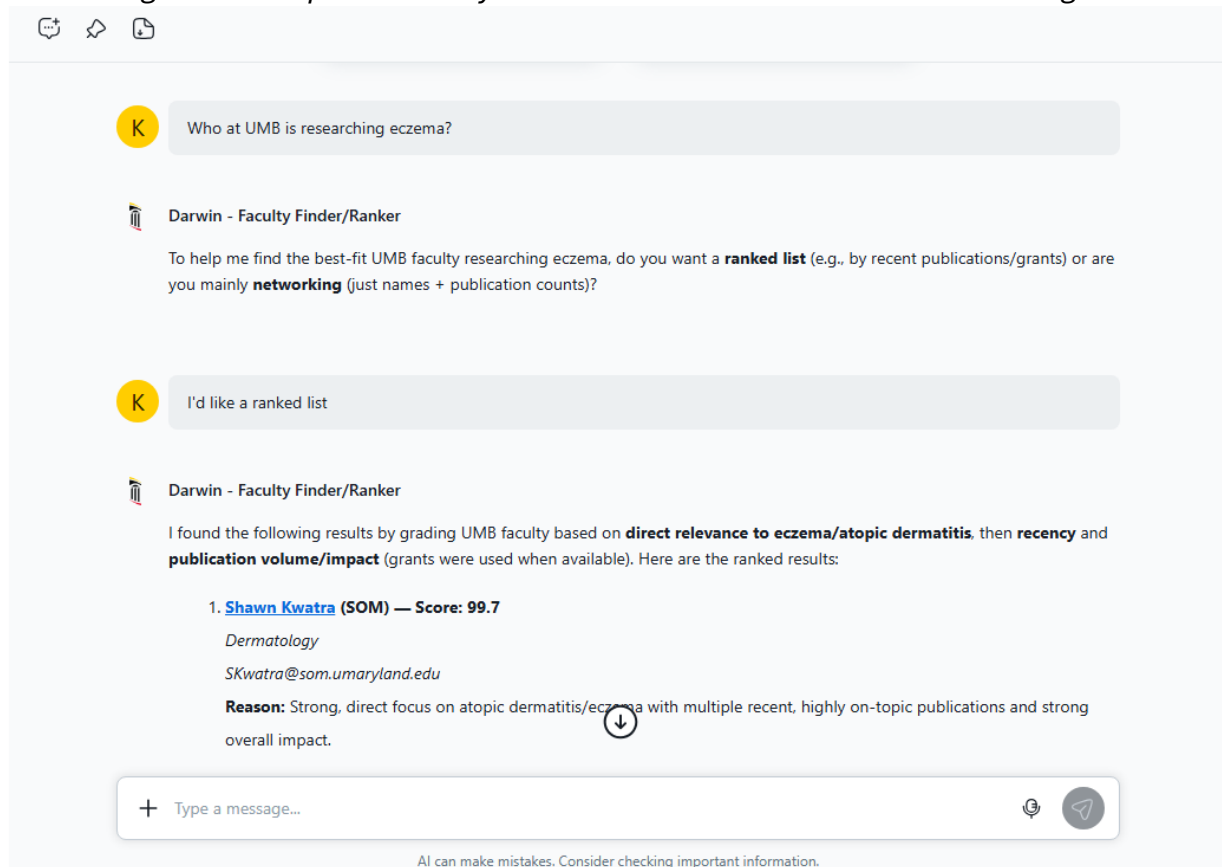 K
Who at UMB is researching eczema?
Darwin - Faculty Finder/Ranker
To help me find the best-fit UMB faculty researching eczema, do you want a ranked list (e.g., by recent publications/grants) or are
you mainly networking (just names + publication counts)?
K
I'd like a ranked list
Darwin - Faculty Finder/Ranker
I found the following results by grading UMB faculty based on direct relevance to eczema/atopic dermatitis, then recency and
publication volume/impact (grants were used when available). Here are the ranked results:
1. Shawn Kwatra (SOM) — Score: 99.7
Dermatology
SKwatra@som.umaryland.edu
Reason: Strong, direct focus on atopic dermatitis/eczema with multiple recent, highly on-topic publications and strong
overall impact.
Type a message...
AI can make mistakes. Consider checking important information.